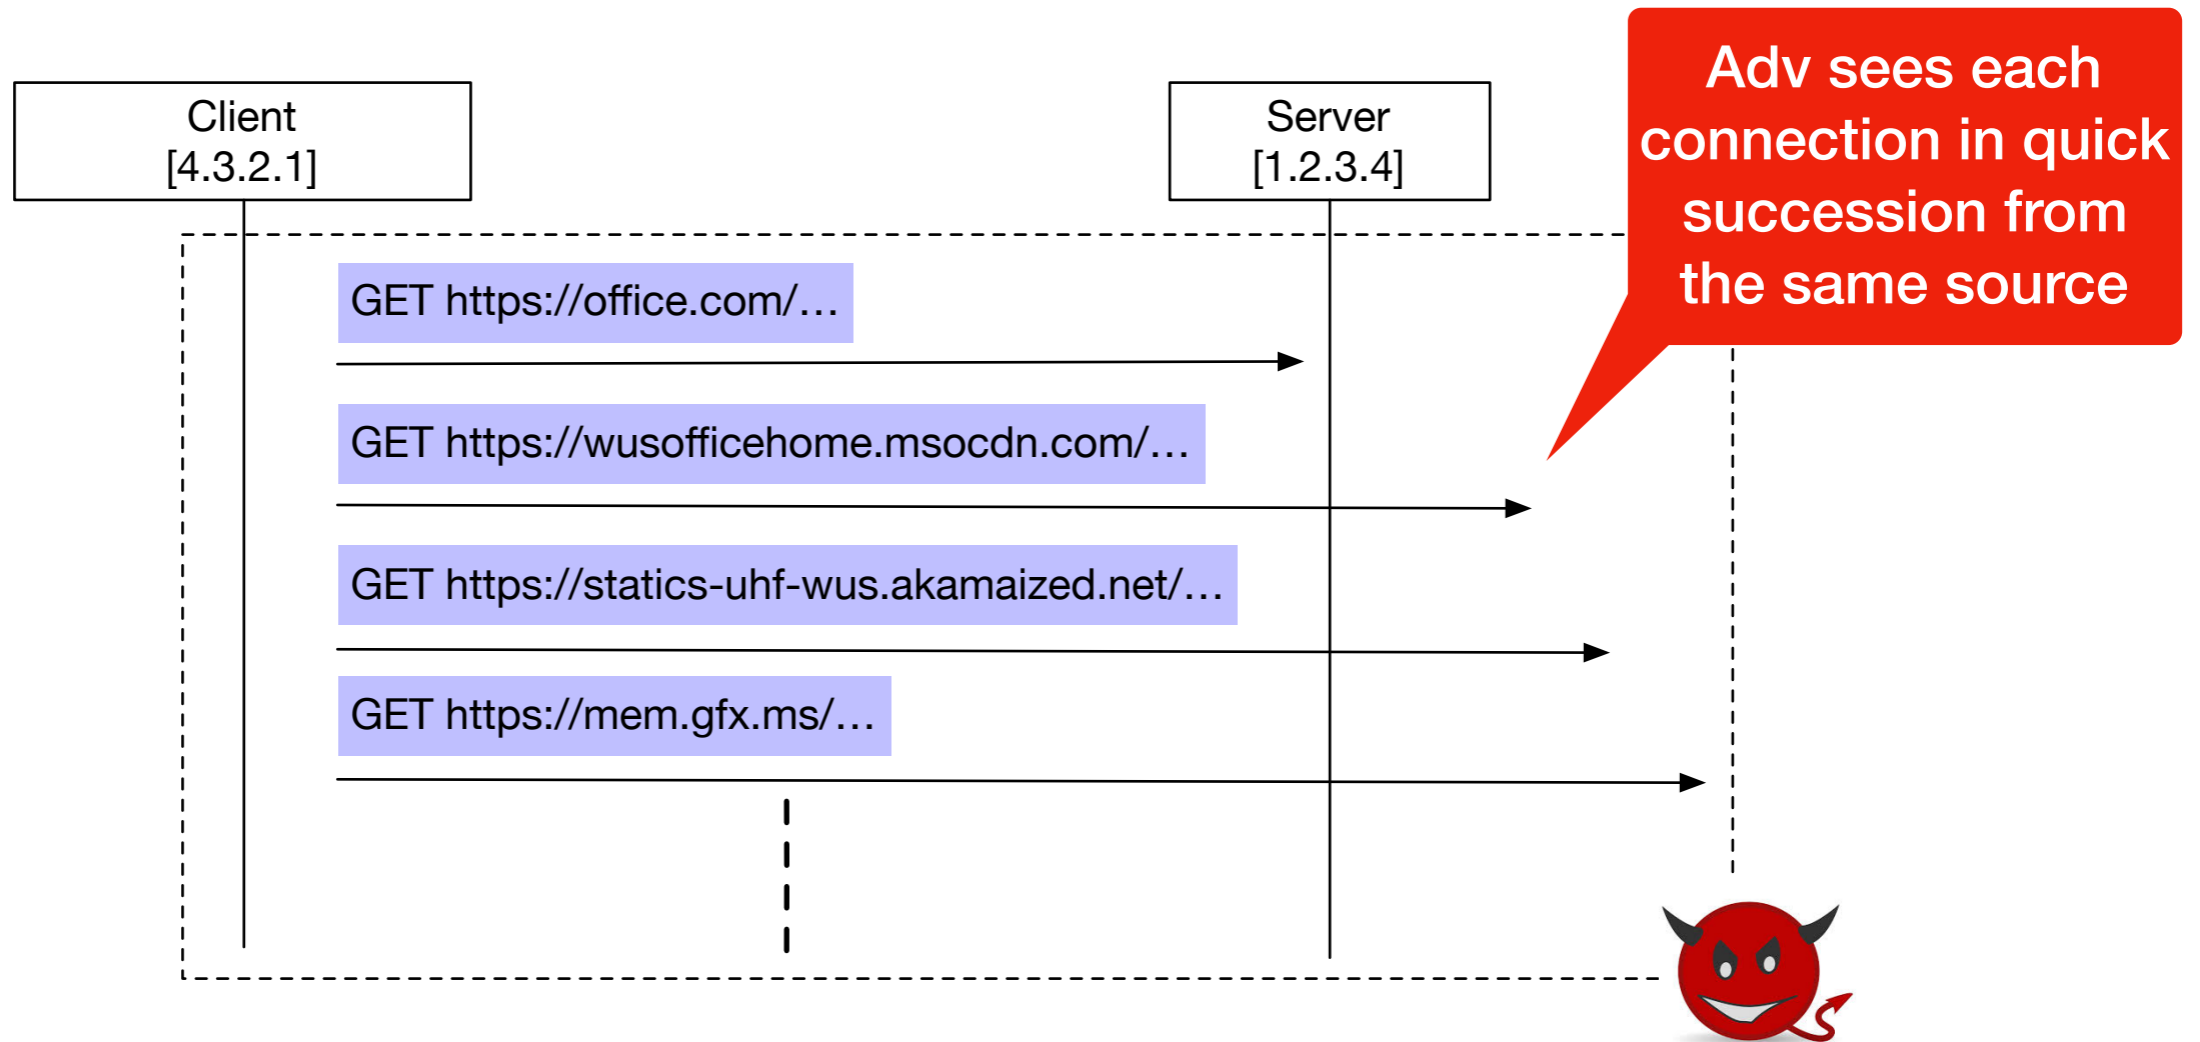 Client
[4.3.2.1]
Server
[1.2.3.4]
Adv sees each
connection in quick
succession from
the same source
GET https://office.com/…
GET https://wusofficehome.msocdn.com/…
GET https://statics-uhf-wus.akamaized.net/…
GET https://mem.gfx.ms/…